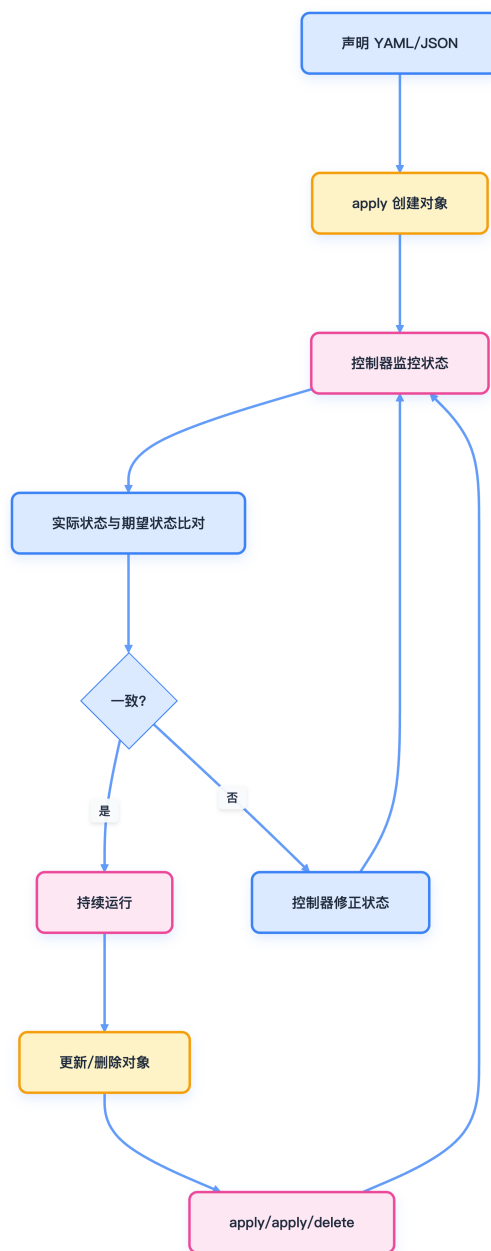 声明 YAML/JSON
apply 创建对象
控制器监控状态
实际状态与期望状态比对
一致?
否
是
持续运行
控制器修正状态
更新/删除对象
apply/apply/delete